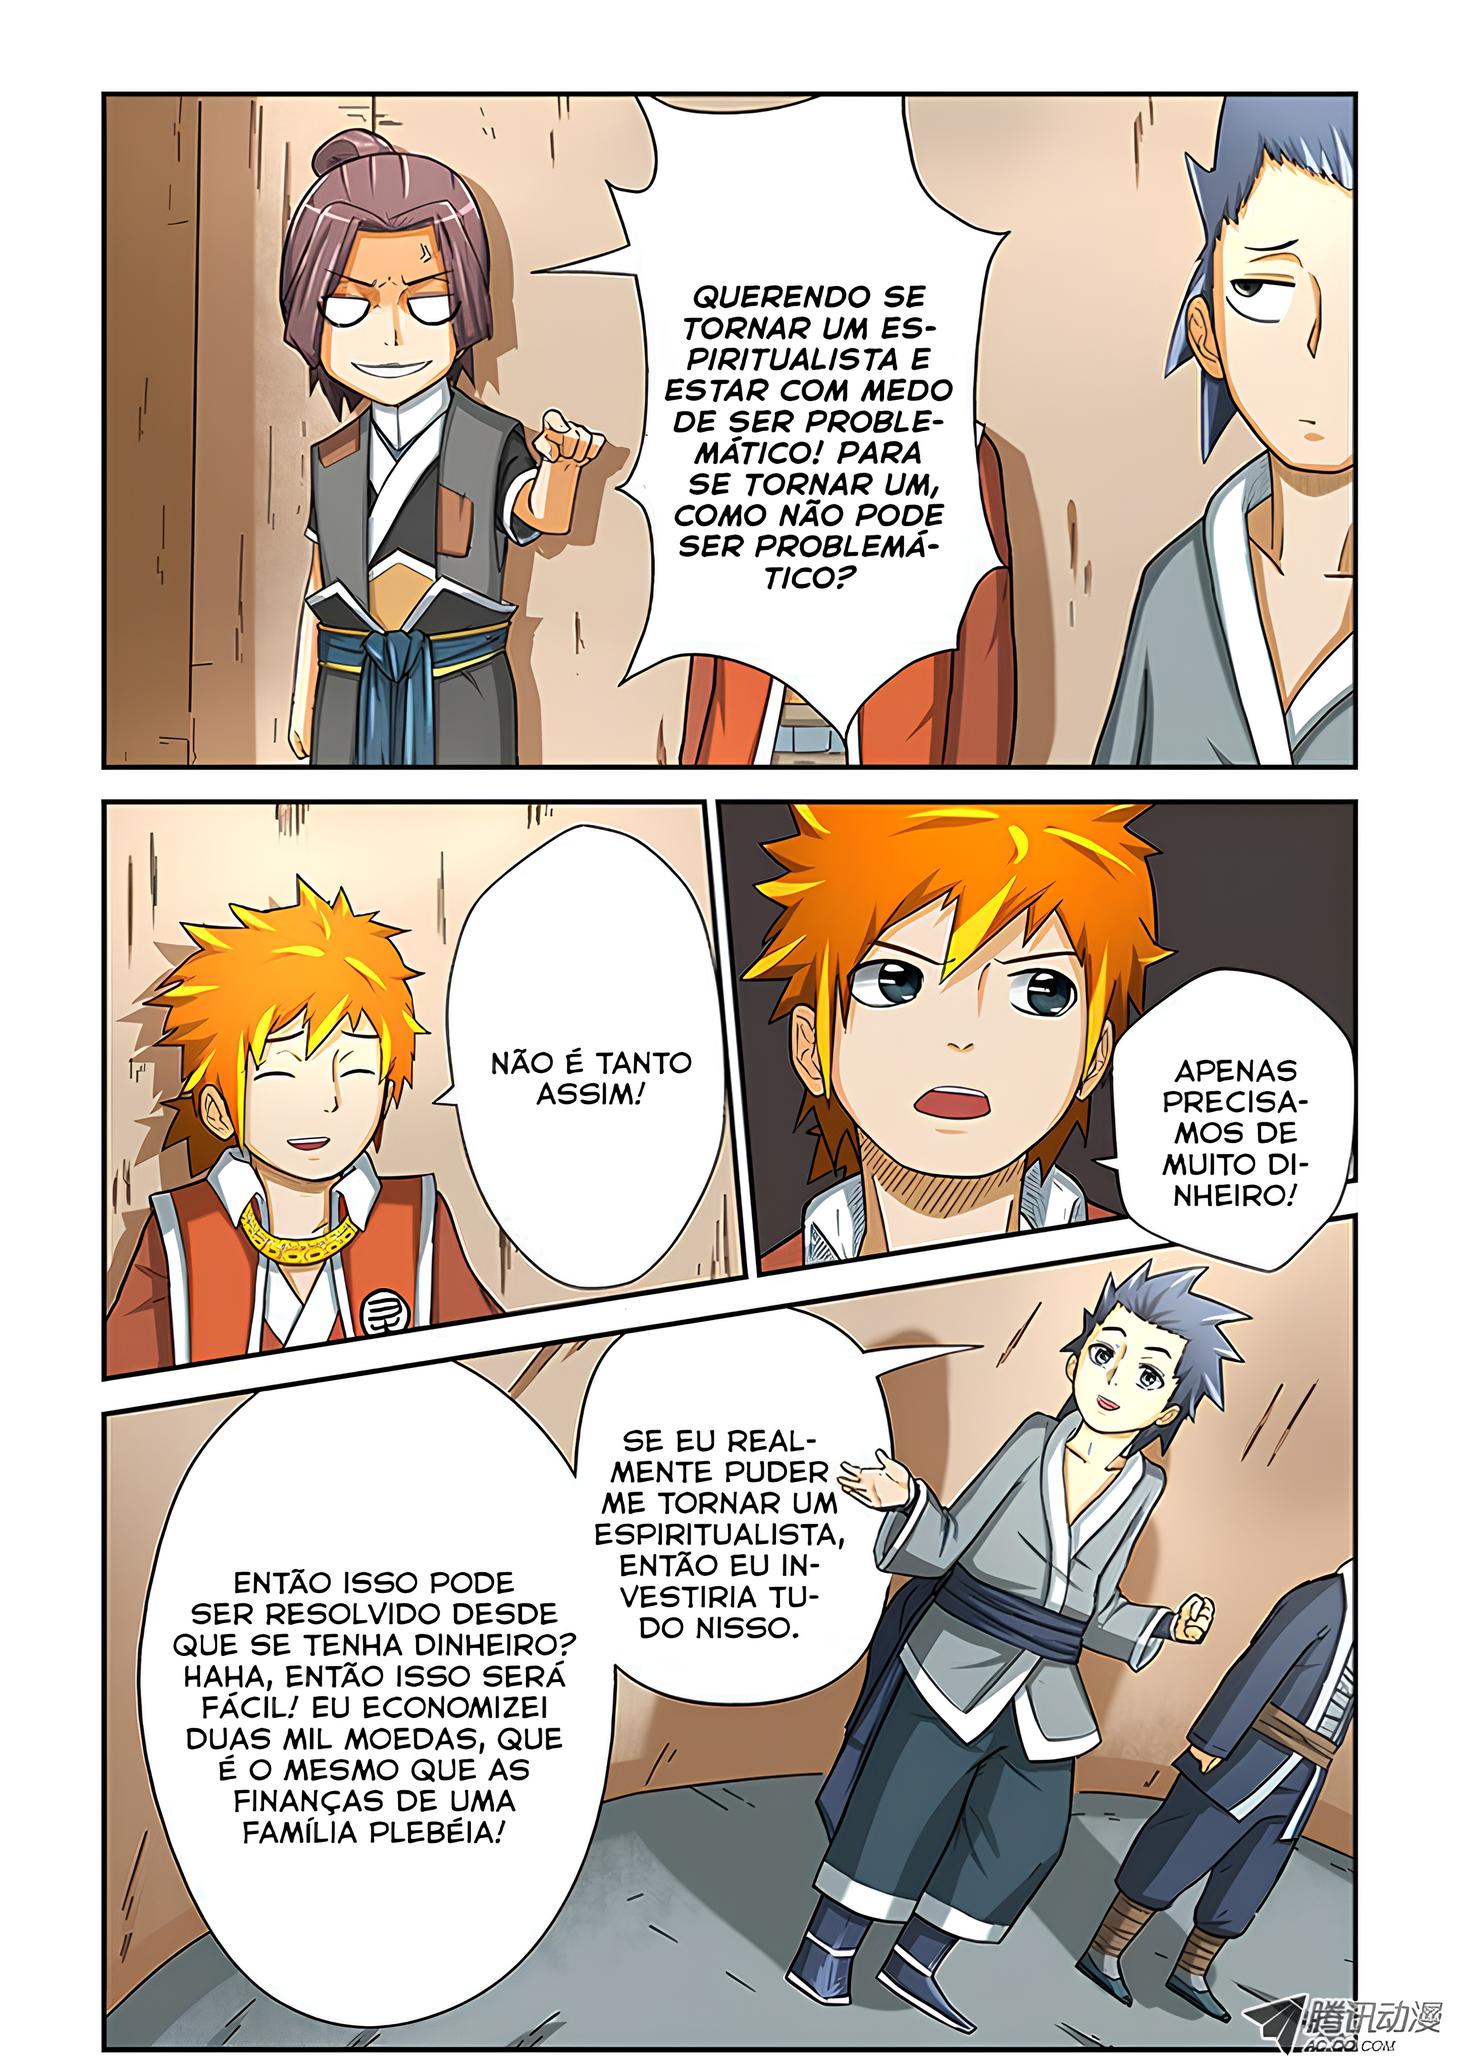 QUERENDO SE
TORNAR UM ES-
PIRITUALISTA E
ESTAR COM MEDO
DE SER PROBLE-
MÁTICO! PARA
SE TORNAR UM,
COMO NÃO PODE
SER PROBLEMÁ-
TICO?
NÃO É TANTO
ASSIM!
APENAS
PRECISA-
MOS DE
MUITO DI-
NHEIRO!
SE EU REAL-
MENTE PUDER
ME TORNAR UM
ESPIRITUALISTA,
ENTÃO EU IN-
VESTIRIA TU-
DO NISSO.
ENTÃO ISSO PODE
SER RESOLVIDO DESDE
QUE SE TENHA DINHEIRO?
HAHA, ENTÃO ISSO SERÁ
FÁCIL! EU ECONOMIZEI
DUAS MIL MOEDAS, QUE
É O MESMO QUE AS
FINANÇAS DE UMA
FAMÍLIA PLEBÉIA!
腾讯动漫
AC.QQ.COM